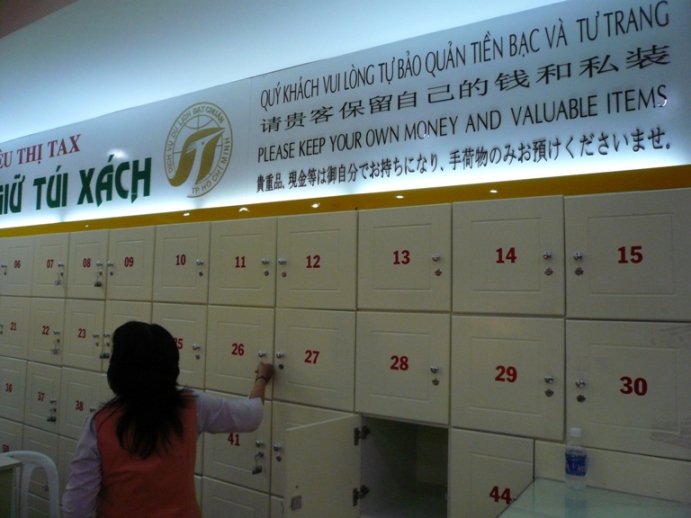 QUÝ KHÁCH VUI LÒNG TỰ BẢO QUẢN TIỀN BẠC VÀ TƯ TRANG
请贵客保留自己的钱和私装
PLEASE KEEP YOUR OWN MONEY AND VALUABLE ITEMS
貴重品、現金等は御自分でお持ちになり、手荷物のみお預けくださいませ。
THỊ TAX
GIỮ TÚI XÁCH
06 07 08 09 10 11 12 13 14 15
21 22 23 26 27 28 29 30
37 38 41 44